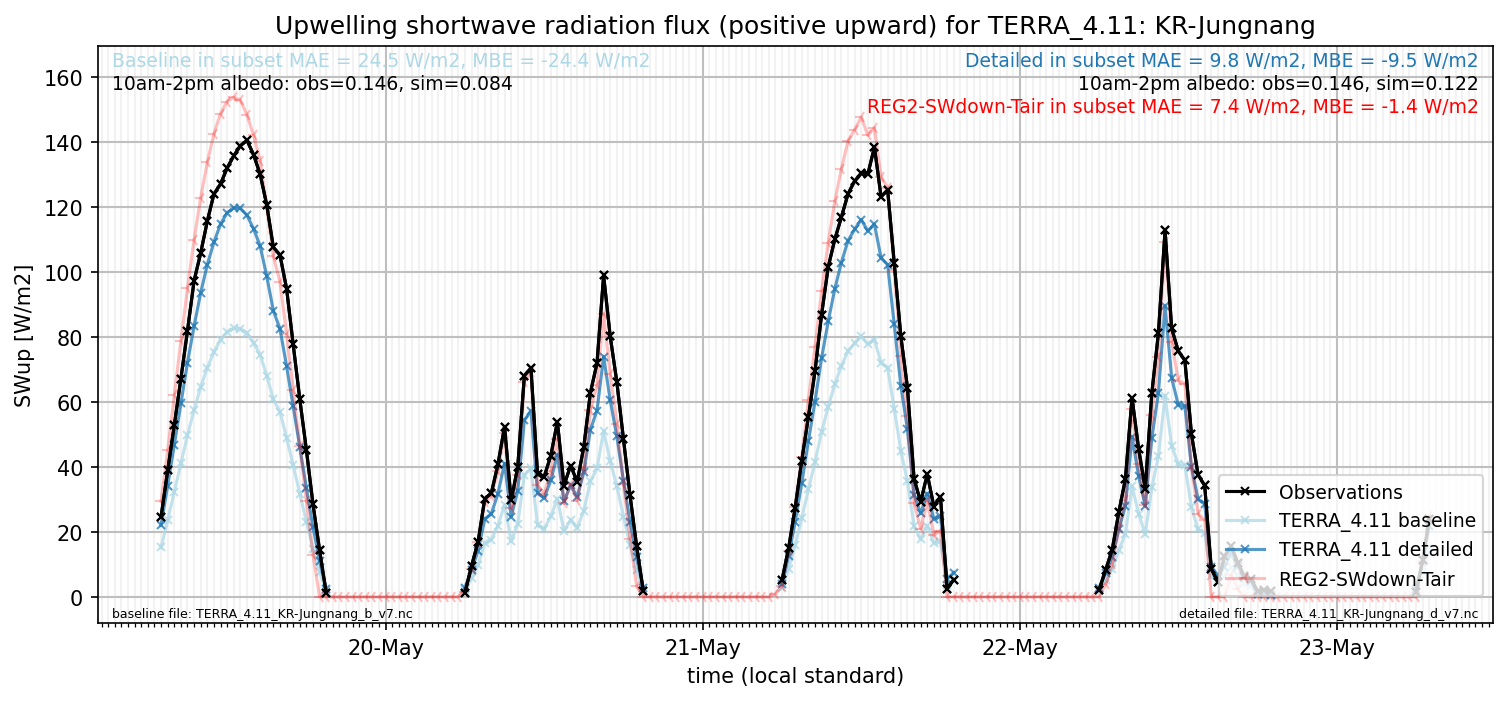 Upwelling shortwave radiation flux (positive upward) for TERRA_4.11: KR-Jungnang
Baseline in subset MAE = 24.5 W/m2, MBE = -24.4 W/m2
10am-2pm albedo: obs=0.146, sim=0.084
Detailed in subset MAE = 9.8 W/m2, MBE = -9.5 W/m2
10am-2pm albedo: obs=0.146, sim=0.122
REG2-SWdown-Tair in subset MAE = 7.4 W/m2, MBE = -1.4 W/m2
SWup [W/m2]
160
140
120
100
80
60
40
20
0
Observations
TERRA_4.11 baseline
TERRA_4.11 detailed
REG2-SWdown-Tair
baseline file: TERRA_4.11_KR-Jungnang_b_v7.nc
detailed file: TERRA_4.11_KR-Jungnang_d_v7.nc
20-May
21-May
22-May
23-May
time (local standard)